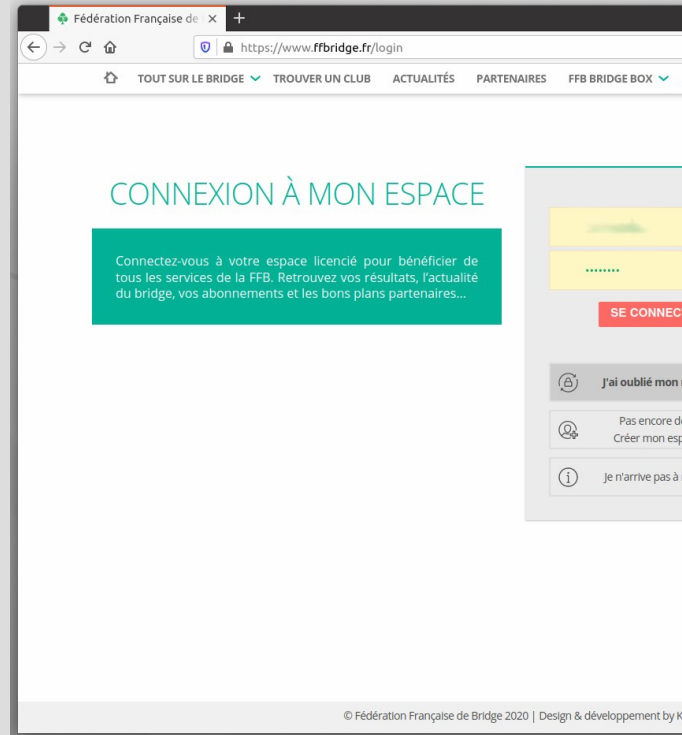 Fédération Française de
https://www.ffbridge.fr/login
TOUT SUR LE BRIDGE TROUVER UN CLUB ACTUALITÉS PARTENAIRES FFB BRIDGE BOX
CONNEXION À MON ESPACE
Connectez-vous à votre espace licencié pour bénéficier de
tous les services de la FFB. Retrouvez vos résultats, l'actualité
du bridge, vos abonnements et les bons plans partenaires...
SE CONNEC
J'ai oublié mon
Pas encore de
Créer mon esp
Je n'arrive pas à
© Fédération Française de Bridge 2020 | Design & développement by K